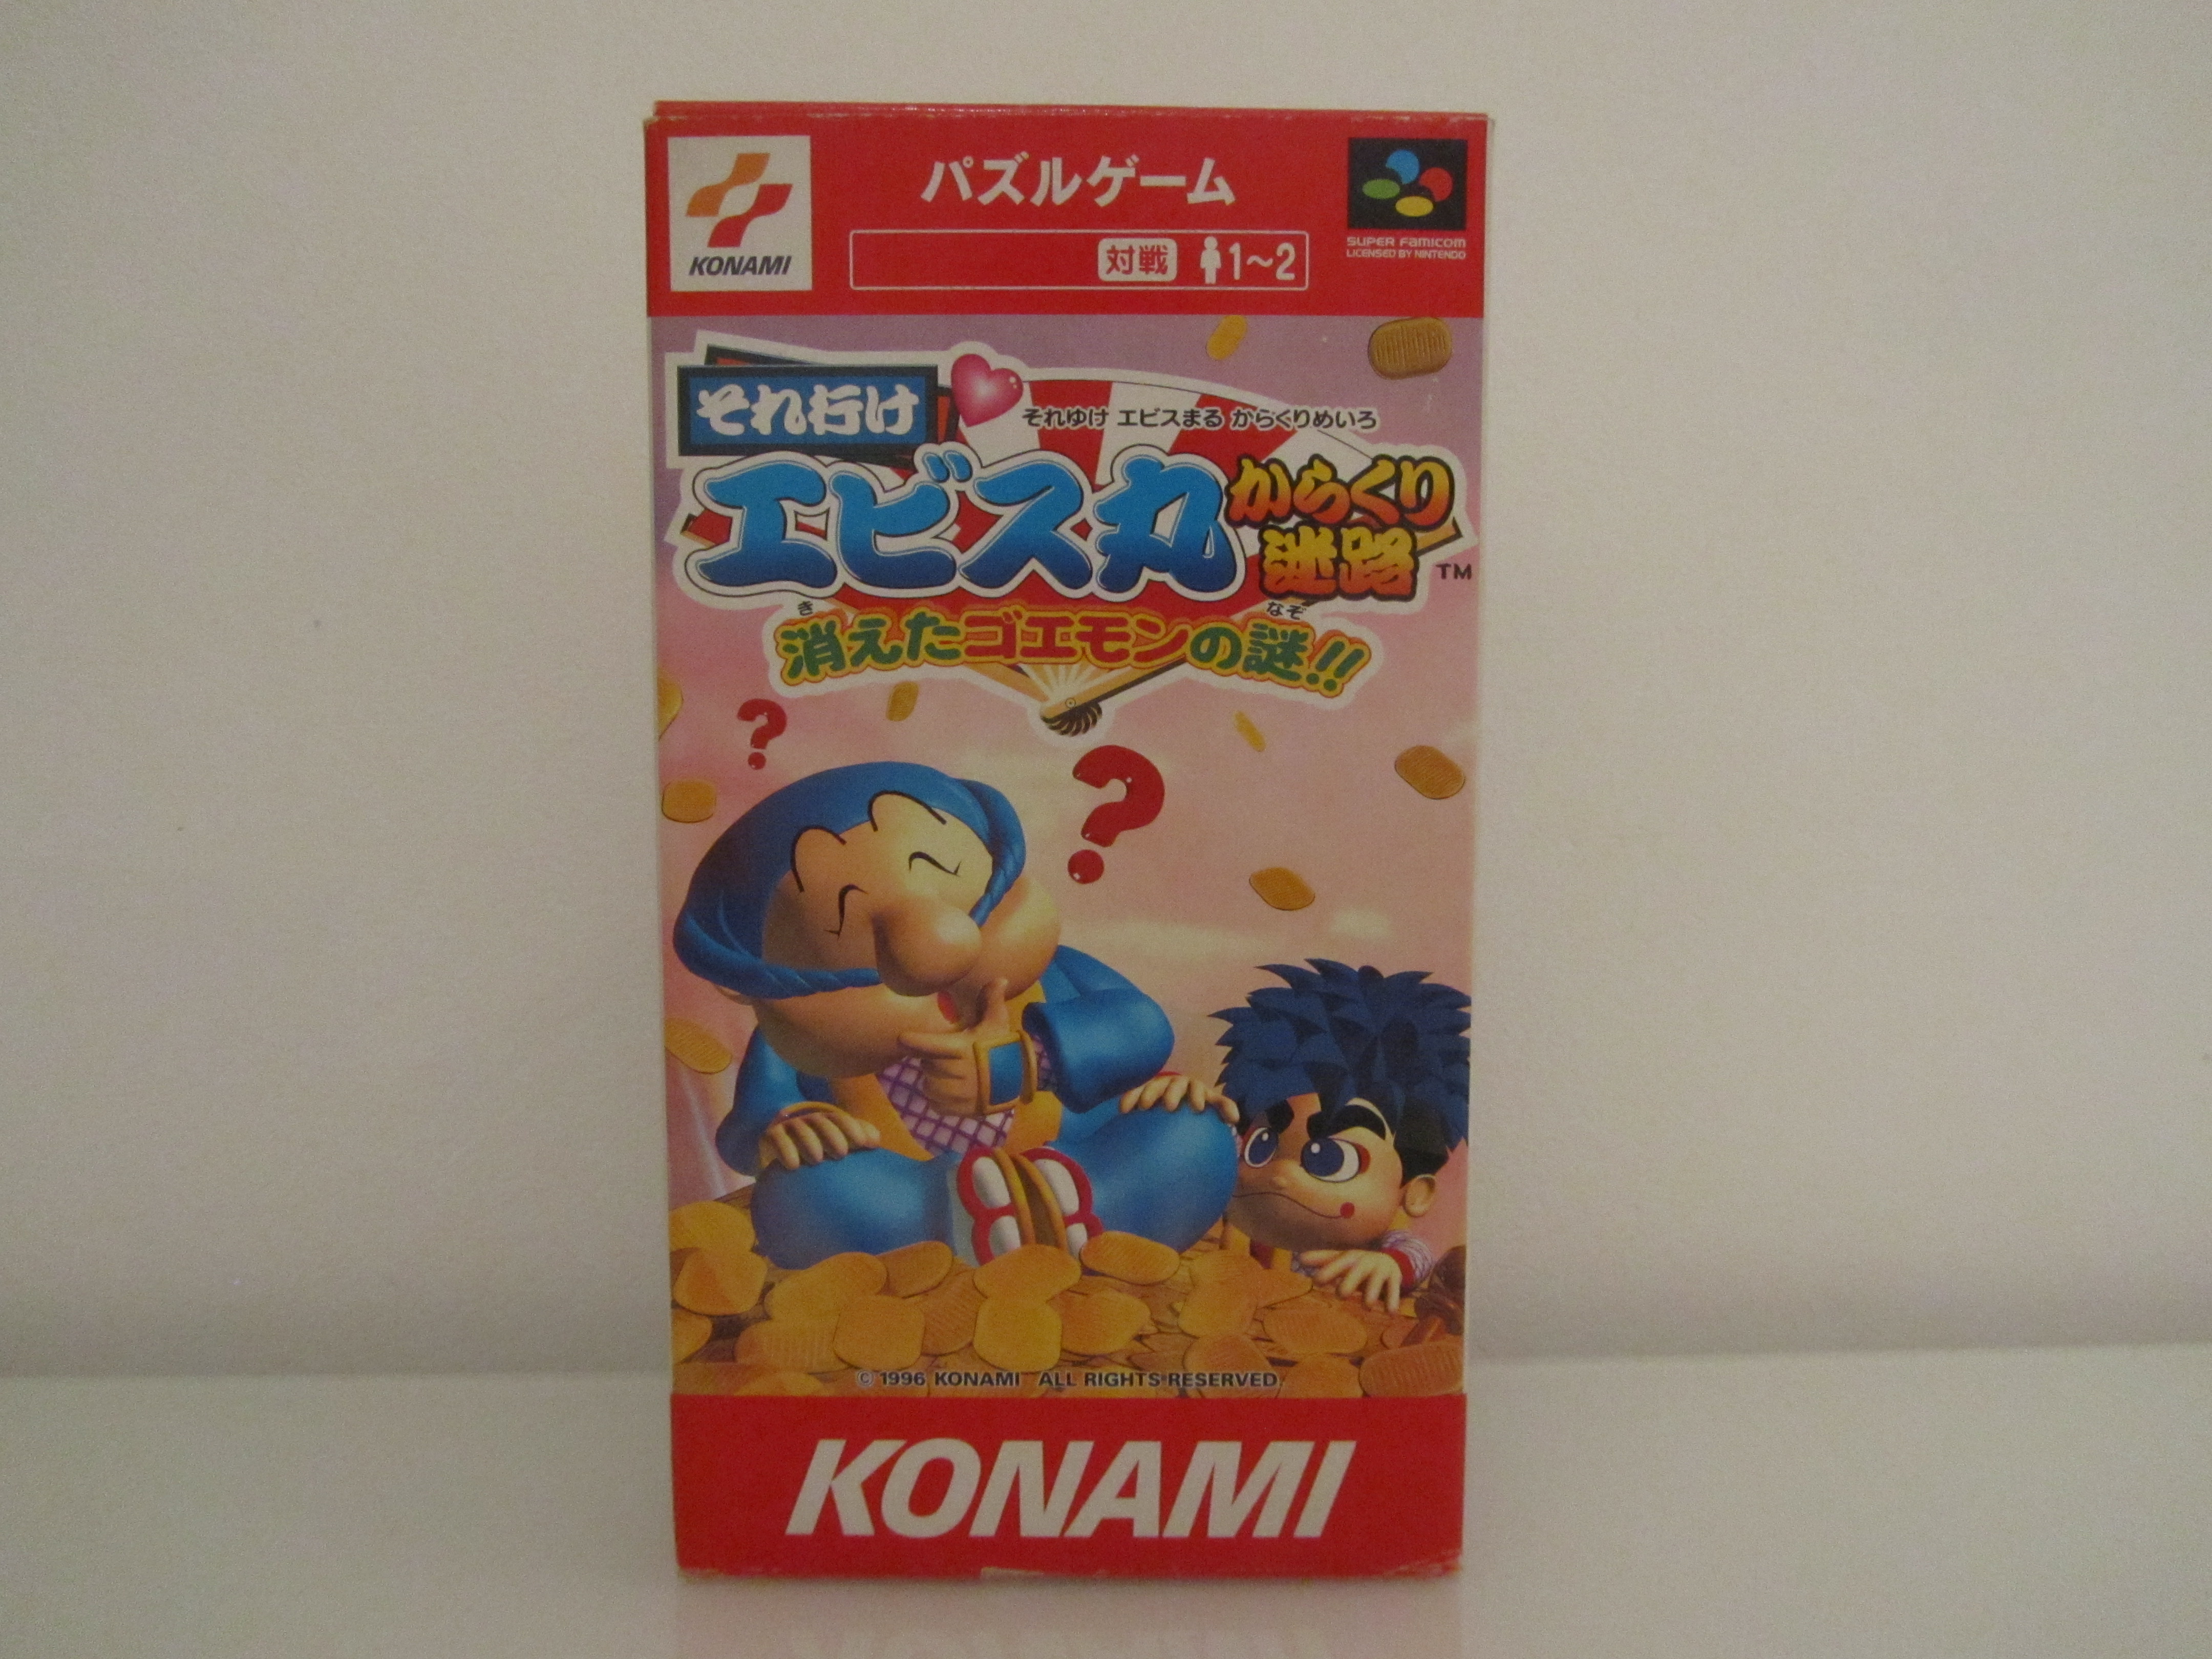 パズルゲーム
KONAMI
対戦 1~2
SUPER FAMICOM
LICENSED BY NINTENDO
それ行け
それゆけ エビスまる からくりめいろ
エビス丸
からくり
迷路 TM
き なぞ
消えたゴエモンの謎!!
?
?
© 1996 KONAMI ALL RIGHTS RESERVED.
KONAMI